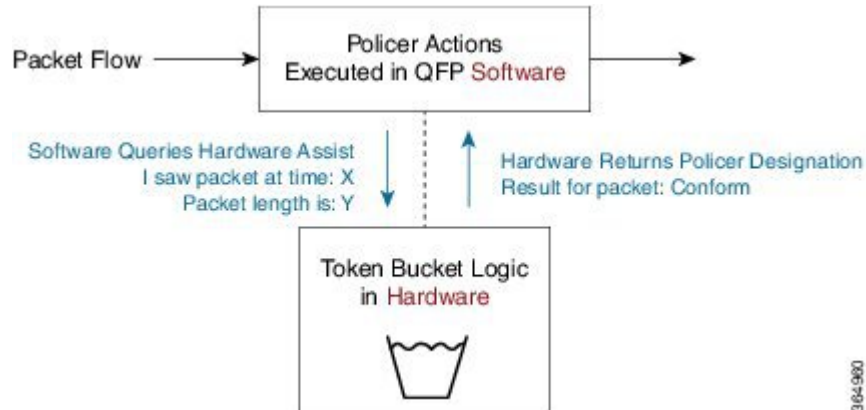 Policer Actions
Executed in QFP Software
Packet Flow
Software Queries Hardware Assist
I saw packet at time: X
Packet length is: Y
Hardware Returns Policer Designation
Result for packet: Conform
Token Bucket Logic
in Hardware
364980